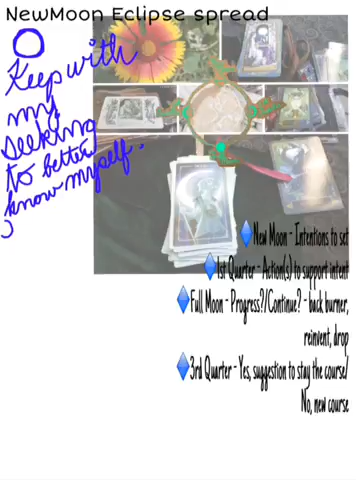 NewMoon Eclipse spread
Keep with
my
seeking
to better
know myself.
New Moon - Intentions to set
1st Quarter - Action(s) to support intent
Full Moon - Progress?/Continue? - back burner,
reinvent, drop
3rd Quarter - Yes, suggestion to stay the course/
No, new course